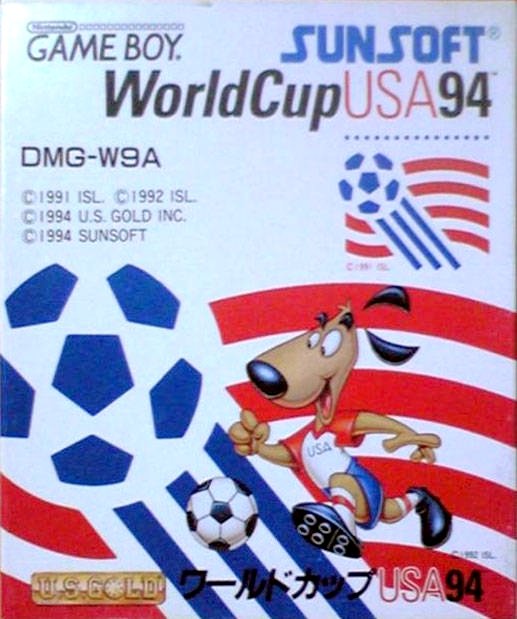 Nintendo
GAME BOY®
SUNSOFT®
WorldCupUSA94™
DMG-W9A
©1991 ISL. ©1992 ISL.
©1994 U.S. GOLD INC.
©1994 SUNSOFT
©1991 ISL.
USA
©1992 ISL.
U.S.GOLD
ワールドカップUSA94